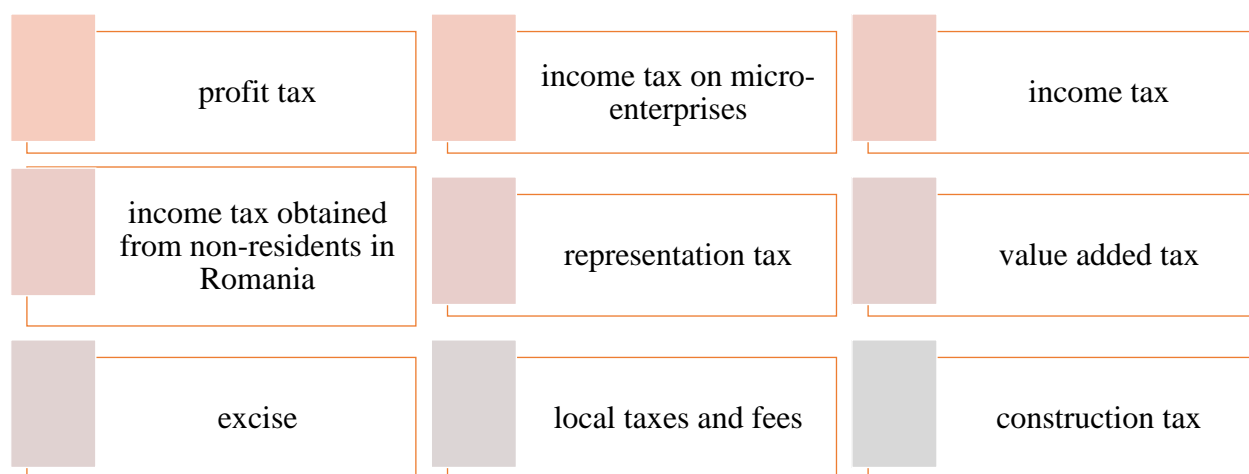 profit tax
income tax on micro-
enterprises
income tax
income tax obtained
from non-residents in
Romania
representation tax
value added tax
excise
local taxes and fees
construction tax